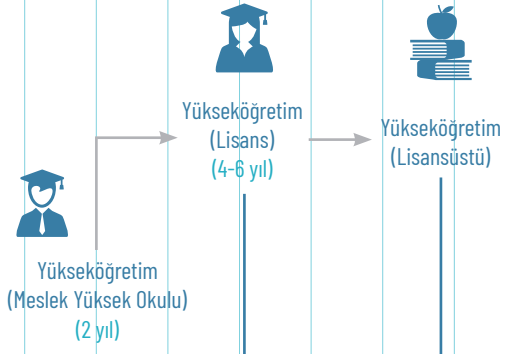 Yükseköğretim
(Lisans)
(4-6 yıl)
Yükseköğretim
(Lisansüstü)
Yükseköğretim
(Meslek Yüksek Okulu)
(2 yıl)